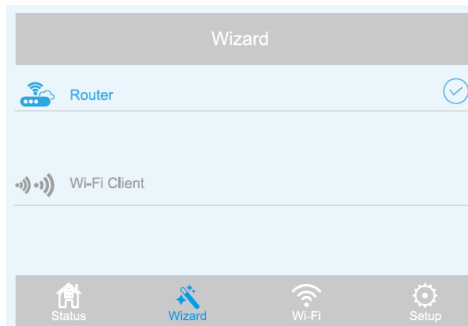 Wizard
Router
Wi-Fi Client
Status Wizard Wi-Fi Setup